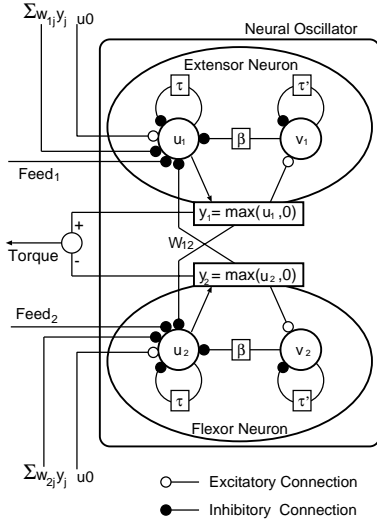 Σw1jyj u0
Neural Oscillator
Extensor Neuron
τ τ'
u1 β v1
Feed1
y1= max(u1,0)
+
W12
Torque
-
y2= max(u2,0)
Feed2
u2 β v2
τ τ'
Flexor Neuron
Σw2jyj u0
Excitatory Connection
Inhibitory Connection